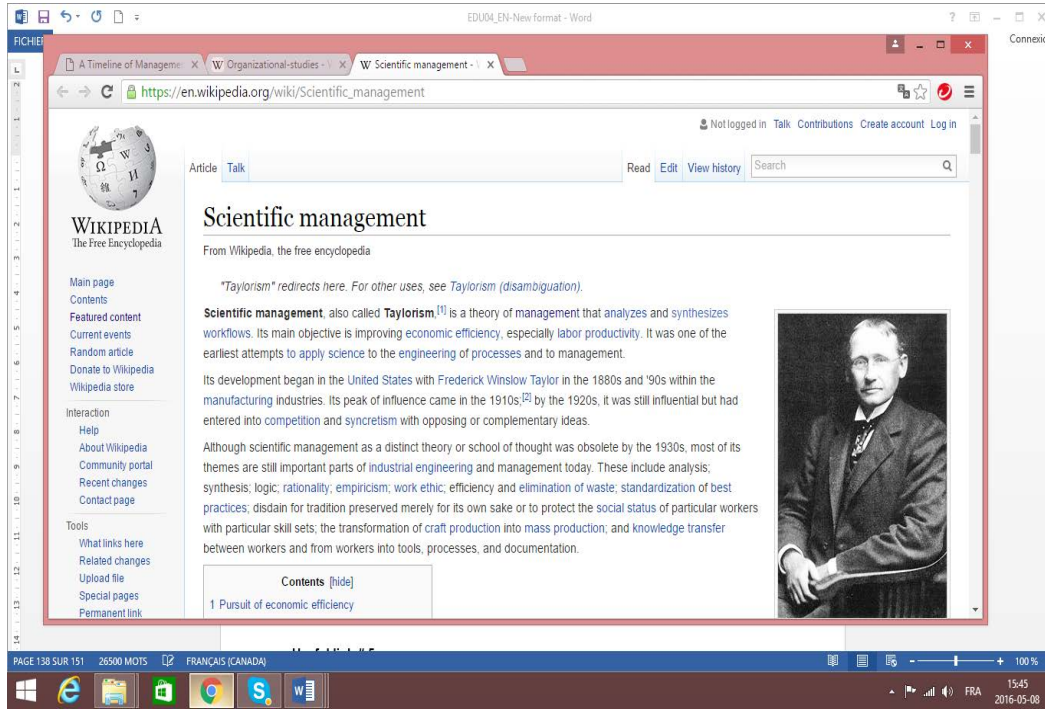 EDU04_EN-New format - Word
FICHIER
Connexio
A Timeline of Manageme
Organizational-studies -
Scientific management -
https://en.wikipedia.org/wiki/Scientific_management
Not logged in Talk Contributions Create account Log in
Article Talk
Read Edit View history Search
WIKIPEDIA
The Free Encyclopedia
Main page
Contents
Featured content
Current events
Random article
Donate to Wikipedia
Wikipedia store
Interaction
Help
About Wikipedia
Community portal
Recent changes
Contact page
Tools
What links here
Related changes
Upload file
Special pages
Permanent link
Scientific management
From Wikipedia, the free encyclopedia
"Taylorism" redirects here. For other uses, see Taylorism (disambiguation).
Scientific management, also called Taylorism,[1] is a theory of management that analyzes and synthesizes
workflows. Its main objective is improving economic efficiency, especially labor productivity. It was one of the
earliest attempts to apply science to the engineering of processes and to management.
Its development began in the United States with Frederick Winslow Taylor in the 1880s and '90s within the
manufacturing industries. Its peak of influence came in the 1910s;[2] by the 1920s, it was still influential but had
entered into competition and syncretism with opposing or complementary ideas.
Although scientific management as a distinct theory or school of thought was obsolete by the 1930s, most of its
themes are still important parts of industrial engineering and management today. These include analysis;
synthesis; logic; rationality; empiricism; work ethic; efficiency and elimination of waste; standardization of best
practices; disdain for tradition preserved merely for its own sake or to protect the social status of particular workers
with particular skill sets; the transformation of craft production into mass production; and knowledge transfer
between workers and from workers into tools, processes, and documentation.
Contents [hide]
1 Pursuit of economic efficiency
PAGE 138 SUR 151 26500 MOTS FRANÇAIS (CANADA)
100 %
FRA
15:45
2016-05-08